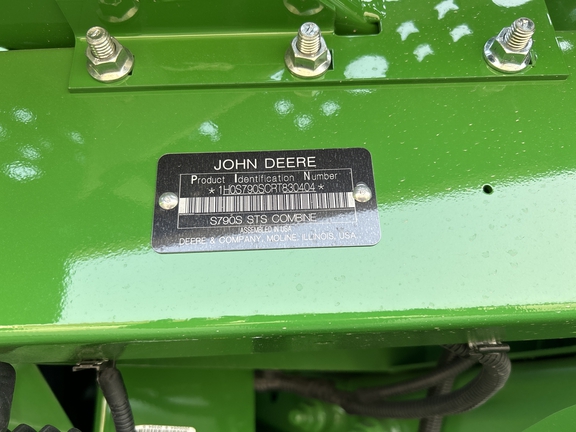 JOHN DEERE
Product Identification Number
*1H0S790SCRT830404*
S790S STS COMBINE
ASSEMBLED IN USA
DEERE & COMPANY, MOLINE, ILLINOIS, USA